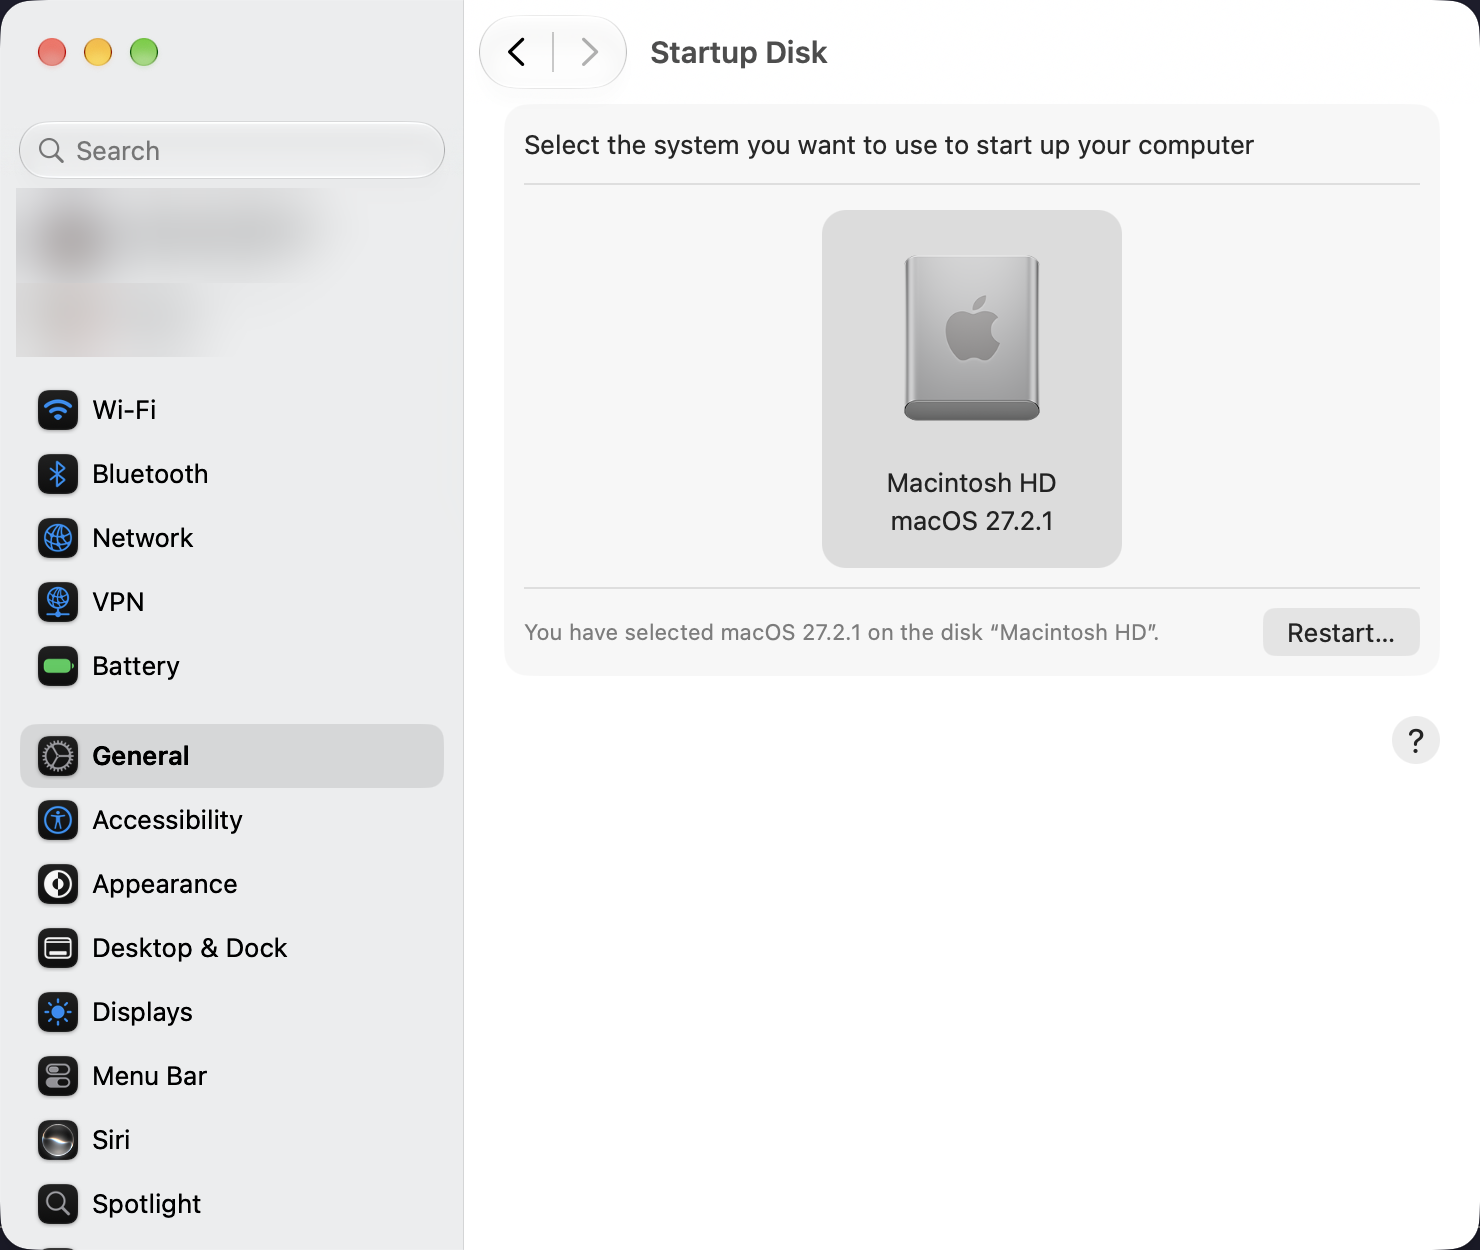 Startup Disk
Search
Wi-Fi
Bluetooth
Network
VPN
Battery
General
Accessibility
Appearance
Desktop & Dock
Displays
Menu Bar
Siri
Spotlight
Select the system you want to use to start up your computer
Macintosh HD
macOS 27.2.1
You have selected macOS 27.2.1 on the disk “Macintosh HD”.
Restart...
?